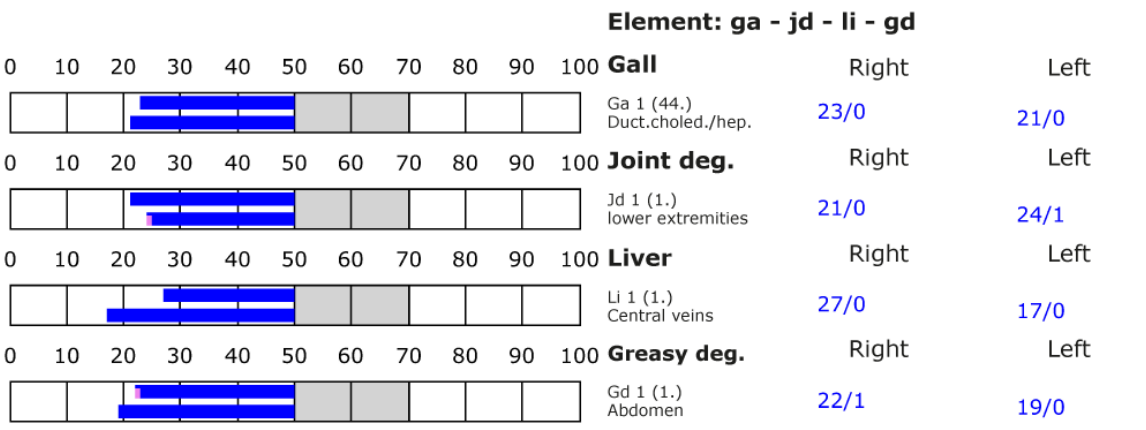 Element: ga - jd - li - gd
0 10 20 30 40 50 60 70 80 90 100 Gall Right Left
Ga 1 (44.) 23/0 21/0
Duct.choled./hep.
0 10 20 30 40 50 60 70 80 90 100 Joint deg. Right Left
Jd 1 (1.) 21/0 24/1
lower extremities
0 10 20 30 40 50 60 70 80 90 100 Liver Right Left
Li 1 (1.) 27/0 17/0
Central veins
0 10 20 30 40 50 60 70 80 90 100 Greasy deg. Right Left
Gd 1 (1.) 22/1 19/0
Abdomen